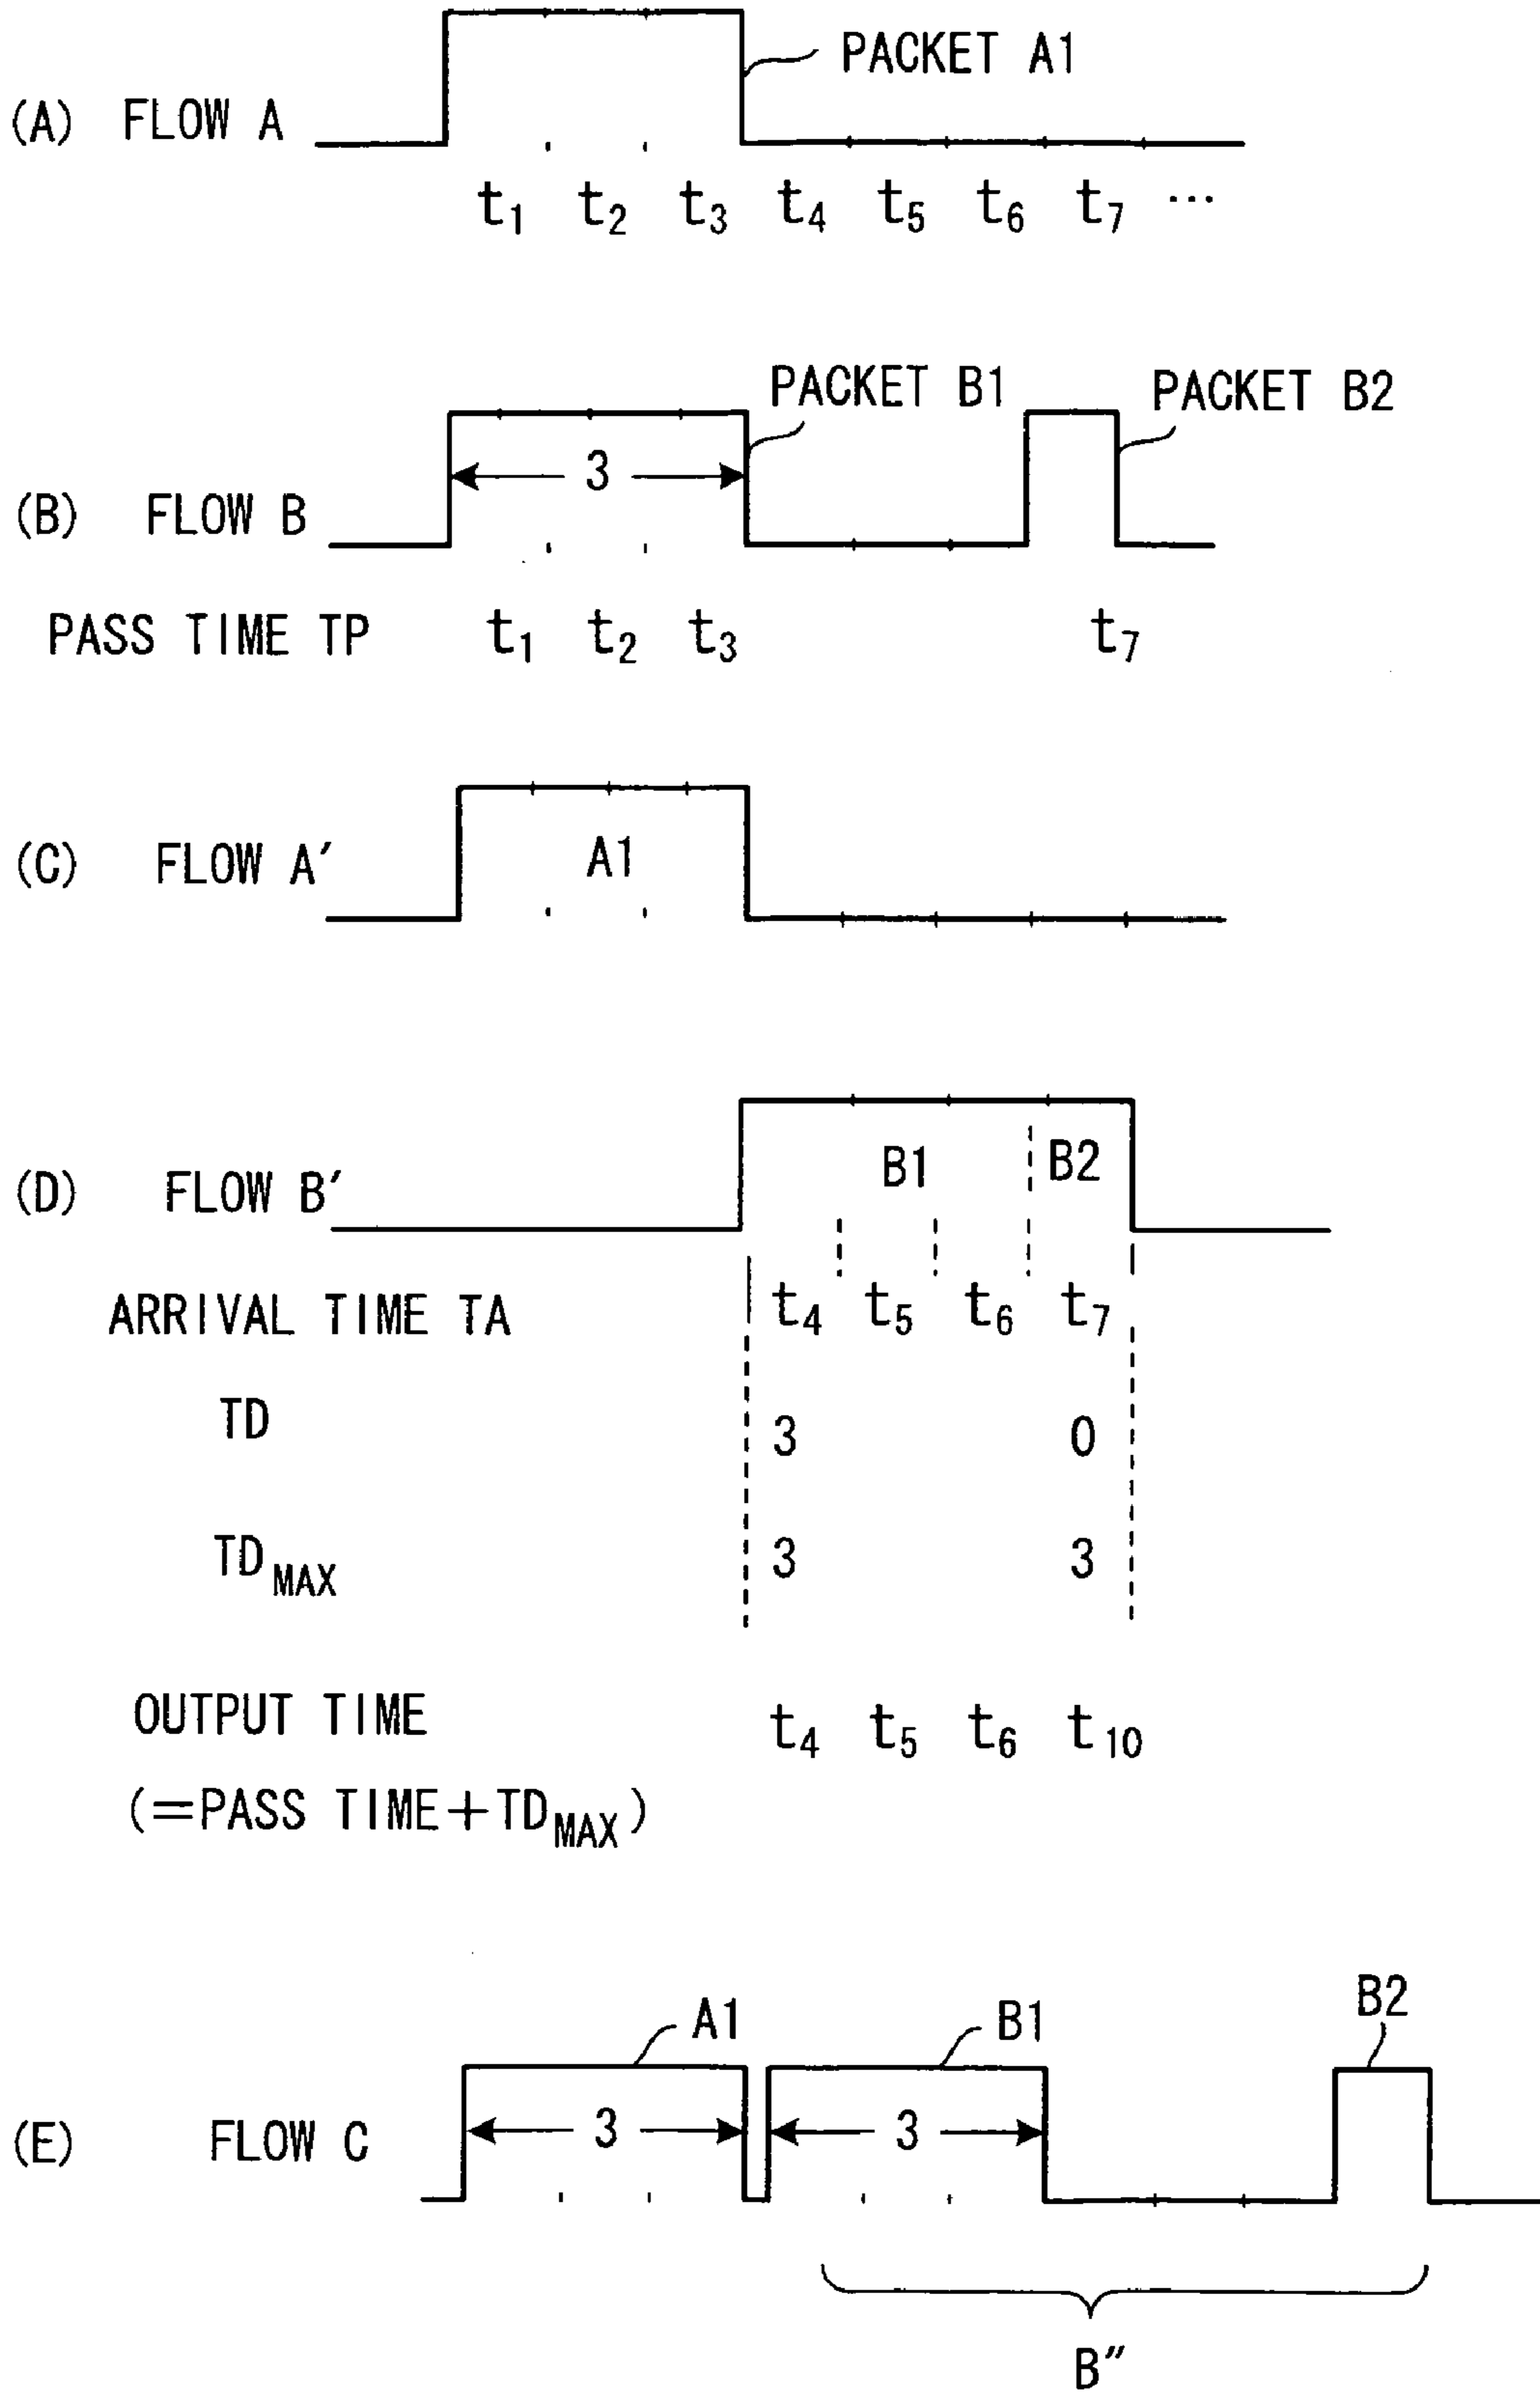 PACKET A1
(A) FLOW A
t₁ t₂ t₃ t₄ t₅ t₆ t₇ ...
PACKET B1 PACKET B2
3
(B) FLOW B
PASS TIME TP t₁ t₂ t₃ t₇
(C) FLOW A′ A1
(D) FLOW B′ B1 B2
ARRIVAL TIME TA t₄ t₅ t₆ t₇
TD 3 0
TD_MAX 3 3
OUTPUT TIME t₄ t₅ t₆ t₁₀
(=PASS TIME+TD_MAX)
A1 B1 B2
(E) FLOW C 3 3
B″